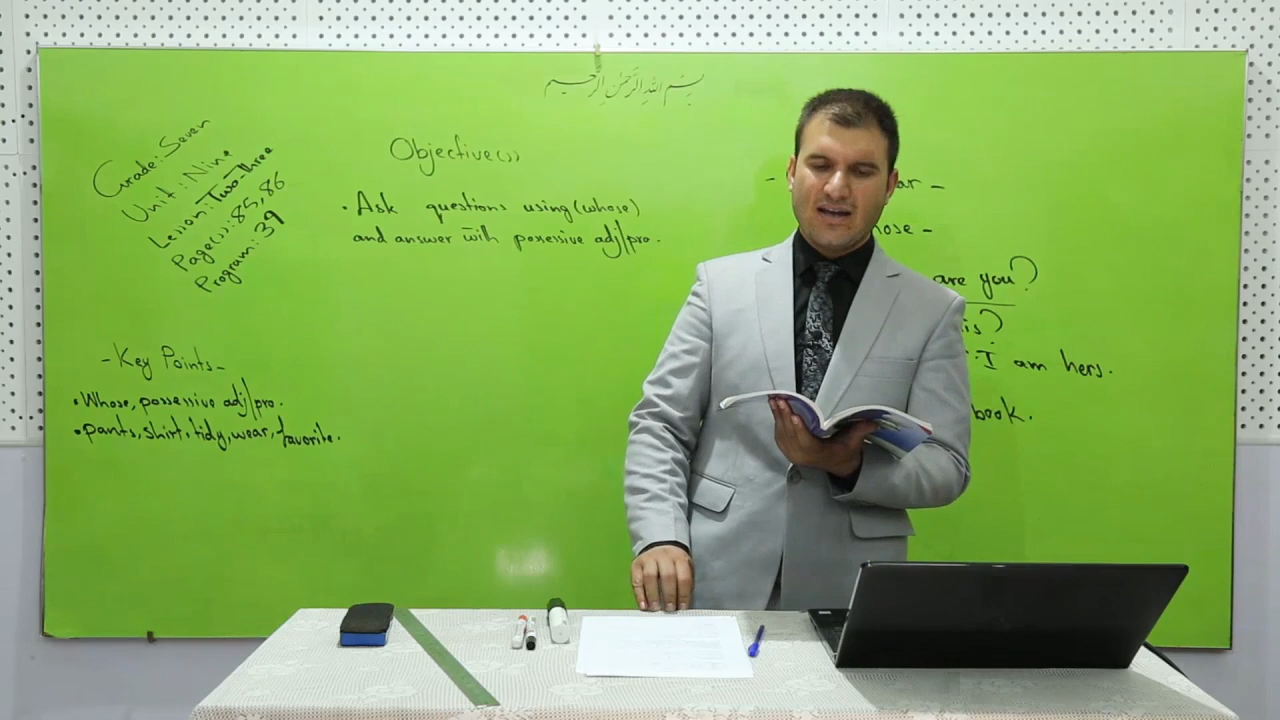 بسم الله الرحمن الرحیم
Grade: Seven
Unit: Nine
Lesson: Two-Three
Page(s): 85, 86
Program: 39
Objective(s)
• Ask questions using (whose)
and answer with possessive adj/pro.
- Key Points -
• Whose, possessive adj/pro.
• pants, shirt, tidy, wear, favorite.
are you?
I am hers.
book.